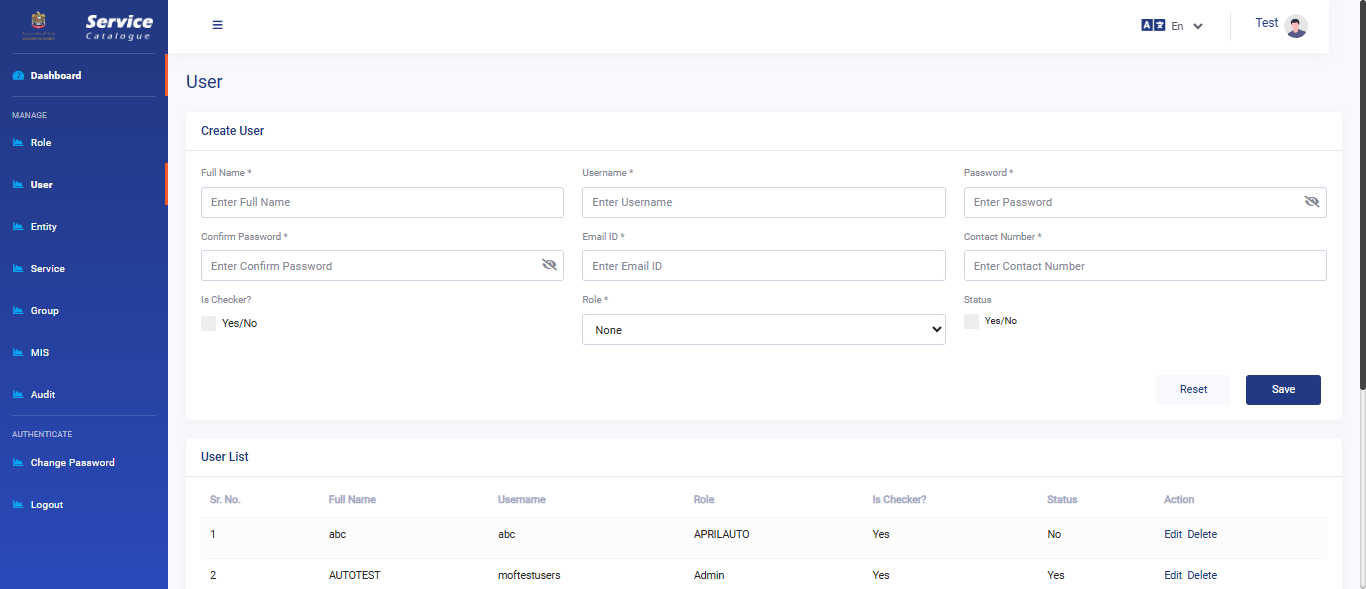 Service
Catalogue
Dashboard
MANAGE
Role
User
Entity
Service
Group
MIS
Audit
AUTHENTICATE
Change Password
Logout
En
Test
User
Create User
Full Name * Username * Password *
Enter Full Name Enter Username Enter Password
Confirm Password * Email ID * Contact Number *
Enter Confirm Password Enter Email ID Enter Contact Number
Is Checker? Role * Status
Yes/No None Yes/No
Reset Save
User List
Sr. No. Full Name Username Role Is Checker? Status Action
1 abc abc APRILAUTO Yes No Edit Delete
2 AUTOTEST moftestusers Admin Yes Yes Edit Delete